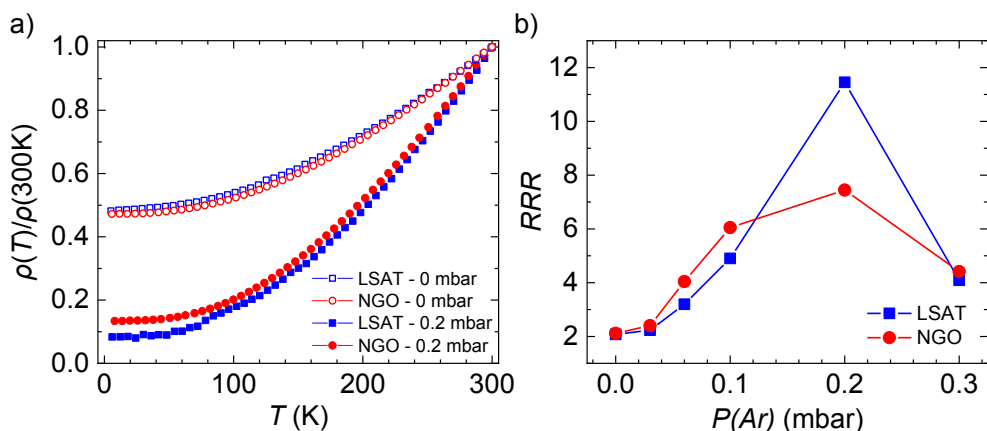 a)
ρ(T)/ρ(300K)
1.0
0.8
0.6
0.4
0.2
0.0
0
100
200
300
T (K)
LSAT - 0 mbar
NGO - 0 mbar
LSAT - 0.2 mbar
NGO - 0.2 mbar
b)
RRR
12
10
8
6
4
2
0.0
0.1
0.2
0.3
P(Ar) (mbar)
LSAT
NGO